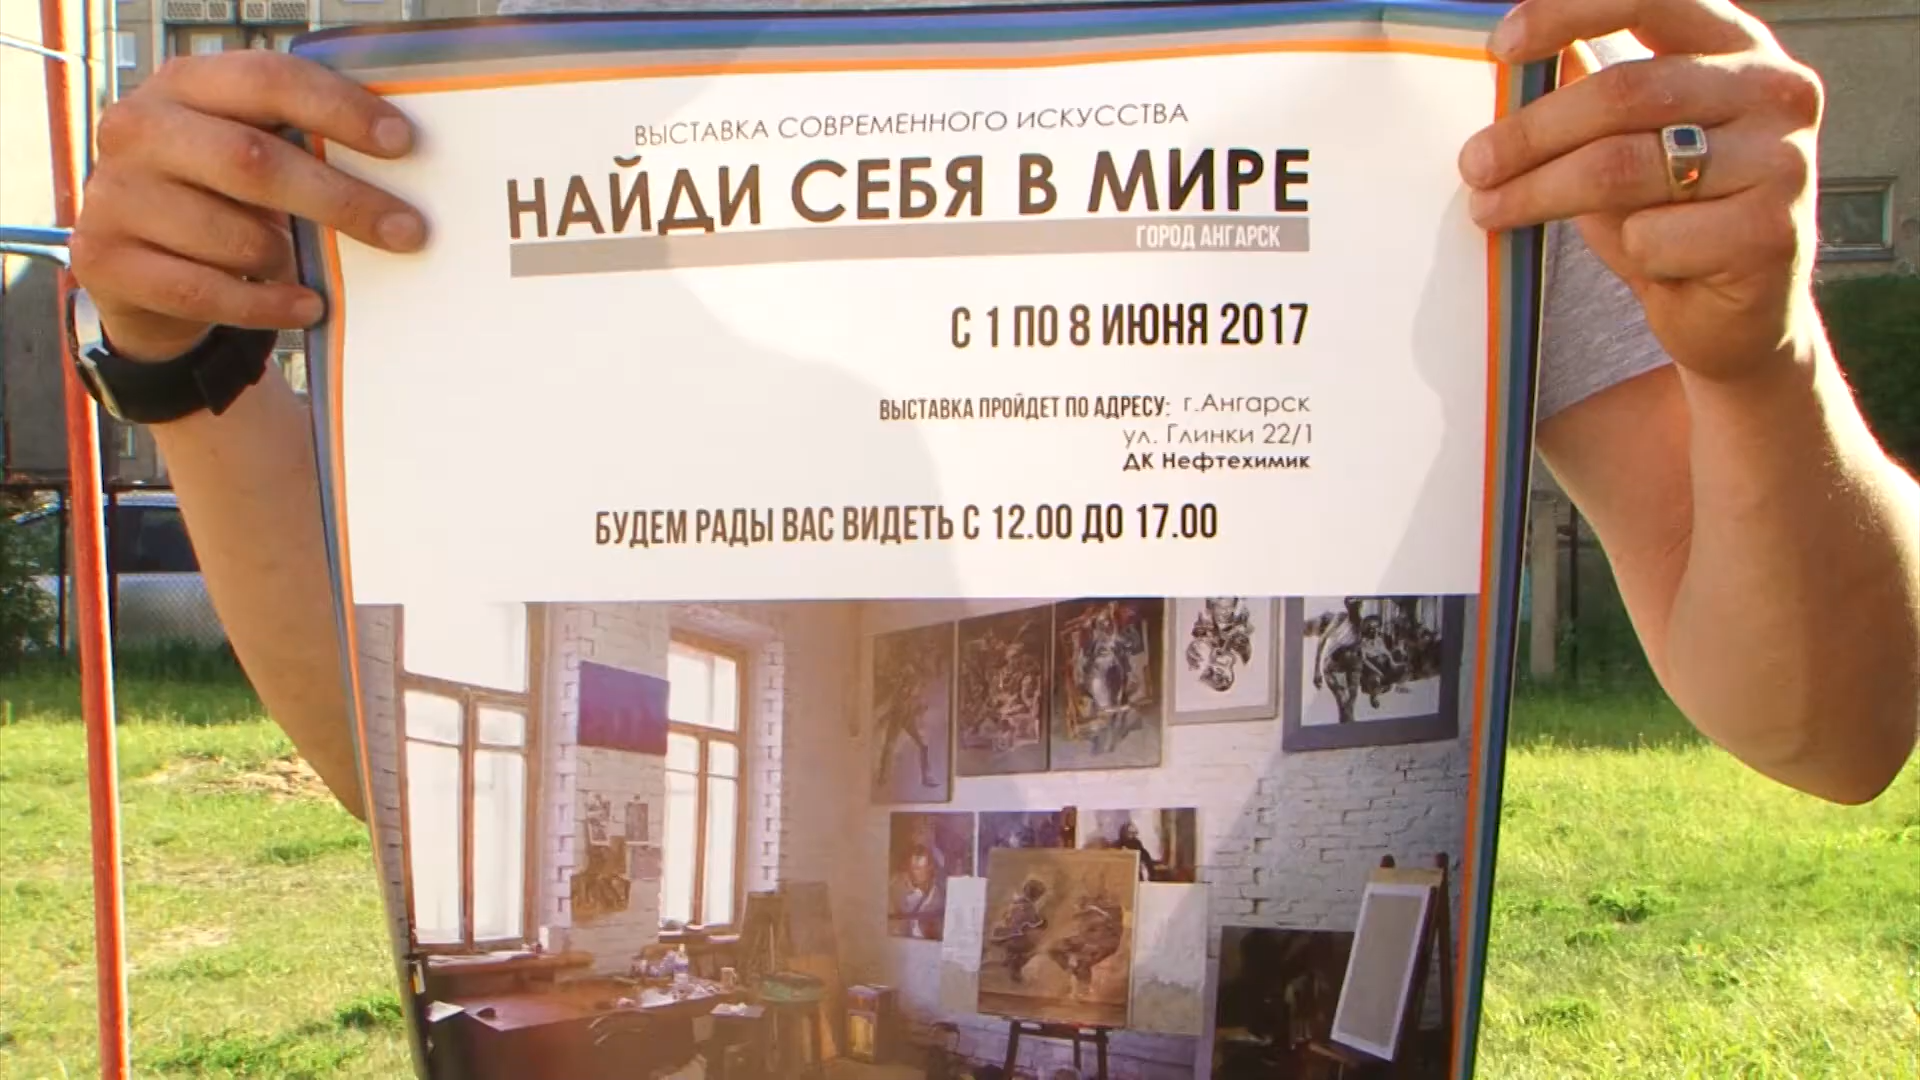 ВЫСТАВКА СОВРЕМЕННОГО ИСКУССТВА
НАЙДИ СЕБЯ В МИРЕ
ГОРОД АНГАРСК
С 1 ПО 8 ИЮНЯ 2017
ВЫСТАВКА ПРОЙДЕТ ПО АДРЕСУ: г.Ангарск
ул. Глинки 22/1
ДК Нефтехимик
БУДЕМ РАДЫ ВАС ВИДЕТЬ С 12.00 ДО 17.00